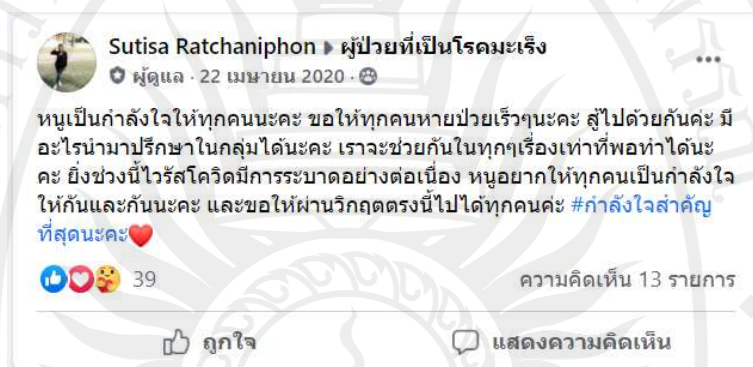 Sutisa Ratchaniphon ▸ ผู้ป่วยที่เป็นโรคมะเร็ง
ผู้ดูแล · 22 เมษายน 2020 ·
หนูเป็นกำลังใจให้ทุกคนนะคะ ขอให้ทุกคนหายป่วยเร็วๆนะคะ สู้ไปด้วยกันค่ะ มี
อะไรนำมาปรึกษาในกลุ่มได้นะคะ เราจะช่วยกันในทุกๆเรื่องเท่าที่พอทำได้นะ
คะ ยิ่งช่วงนี้ไวรัสโควิดมีการระบาดอย่างต่อเนื่อง หนูอยากให้ทุกคนเป็นกำลังใจ
ให้กันและกันนะคะ และขอให้ผ่านวิกฤตตรงนี้ไปได้ทุกคนค่ะ #กำลังใจสำคัญ
ที่สุดนะคะ❤️
39 ความคิดเห็น 13 รายการ
ถูกใจ แสดงความคิดเห็น